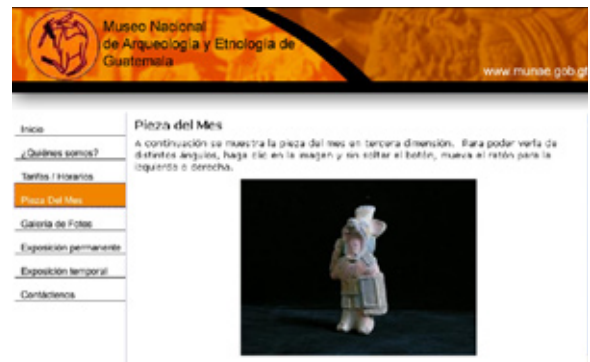 Museo Nacional
de Arqueología y Etnología de
Guatemala
www.munae.gob.gt
Inicio
¿Quiénes somos?
Tarifas / Horarios
Pieza Del Mes
Galería de Fotos
Exposición permanente
Exposición temporal
Contáctenos
Pieza del Mes
A continuación se muestra la pieza del mes en tercera dimensión. Para poder verla de
distintos ángulos, haga clic en la imagen y sin soltar el botón, mueva el ratón para la
izquierda o derecha.